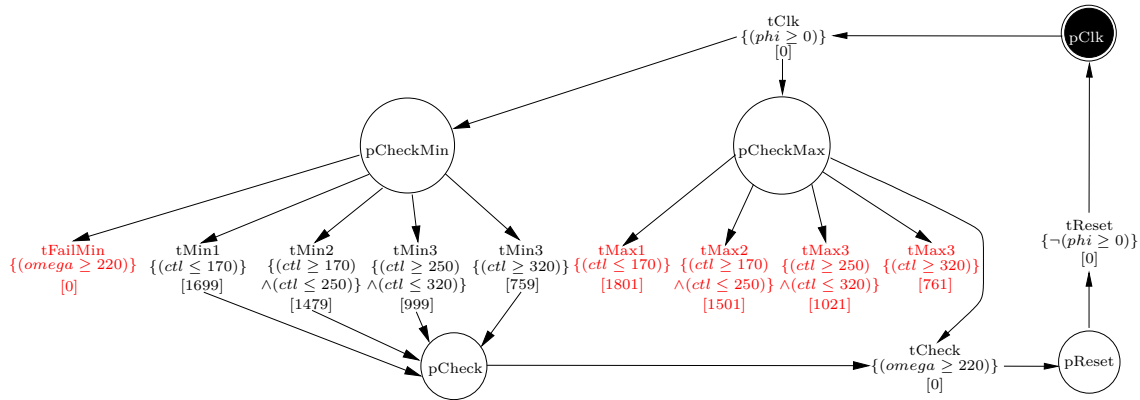 tClk
{(phi ≥ 0)}
[0]
pClk
pCheckMin
pCheckMax
tFailMin
{(omega ≥ 220)}
[0]
tMin1
{(ctl ≤ 170)}
[1699]
tMin2
{(ctl ≥ 170)
∧(ctl ≤ 250)}
[1479]
tMin3
{(ctl ≥ 250)
∧(ctl ≤ 320)}
[999]
tMin3
{(ctl ≥ 320)}
[759]
tMax1
{(ctl ≤ 170)}
[1801]
tMax2
{(ctl ≥ 170)
∧(ctl ≤ 250)}
[1501]
tMax3
{(ctl ≥ 250)
∧(ctl ≤ 320)}
[1021]
tMax3
{(ctl ≥ 320)}
[761]
tReset
{¬(phi ≥ 0)}
[0]
pCheck
tCheck
{(omega ≥ 220)}
[0]
pReset